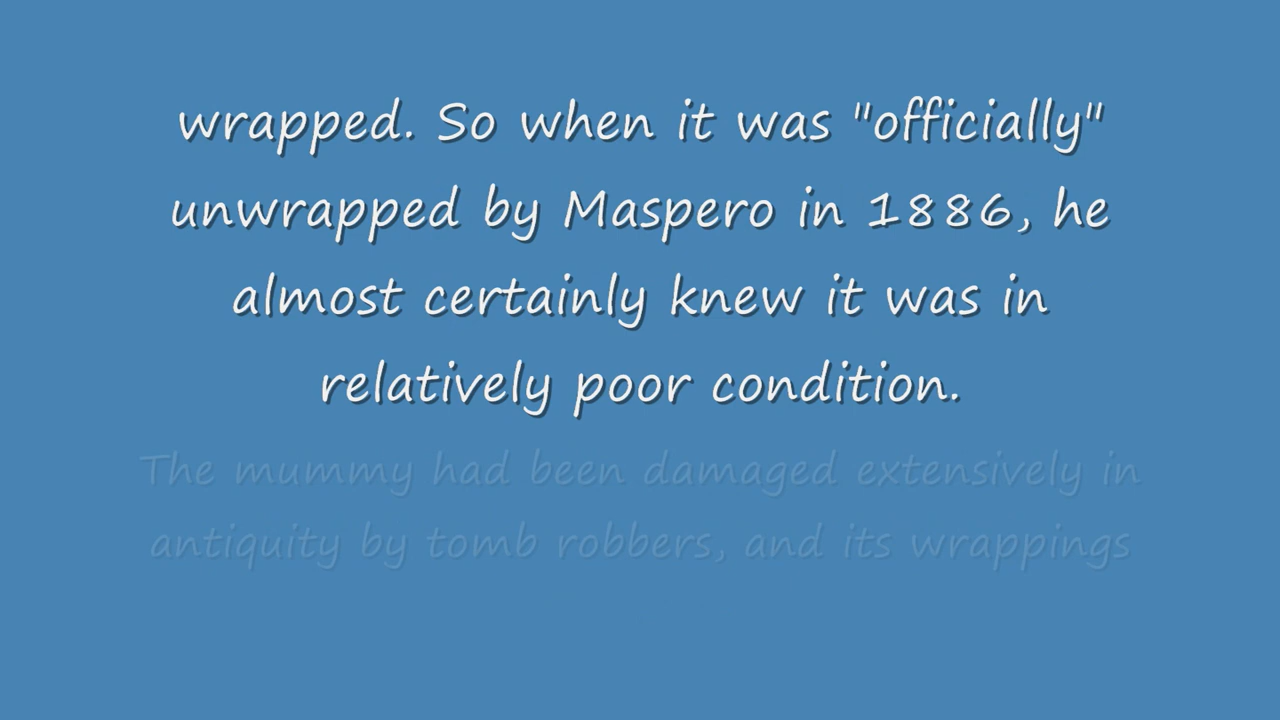 wrapped. So when it was "officially"
unwrapped by Maspero in 1886, he
almost certainly knew it was in
relatively poor condition.
The mummy had been damaged extensively in
antiquity by tomb robbers, and its wrappings